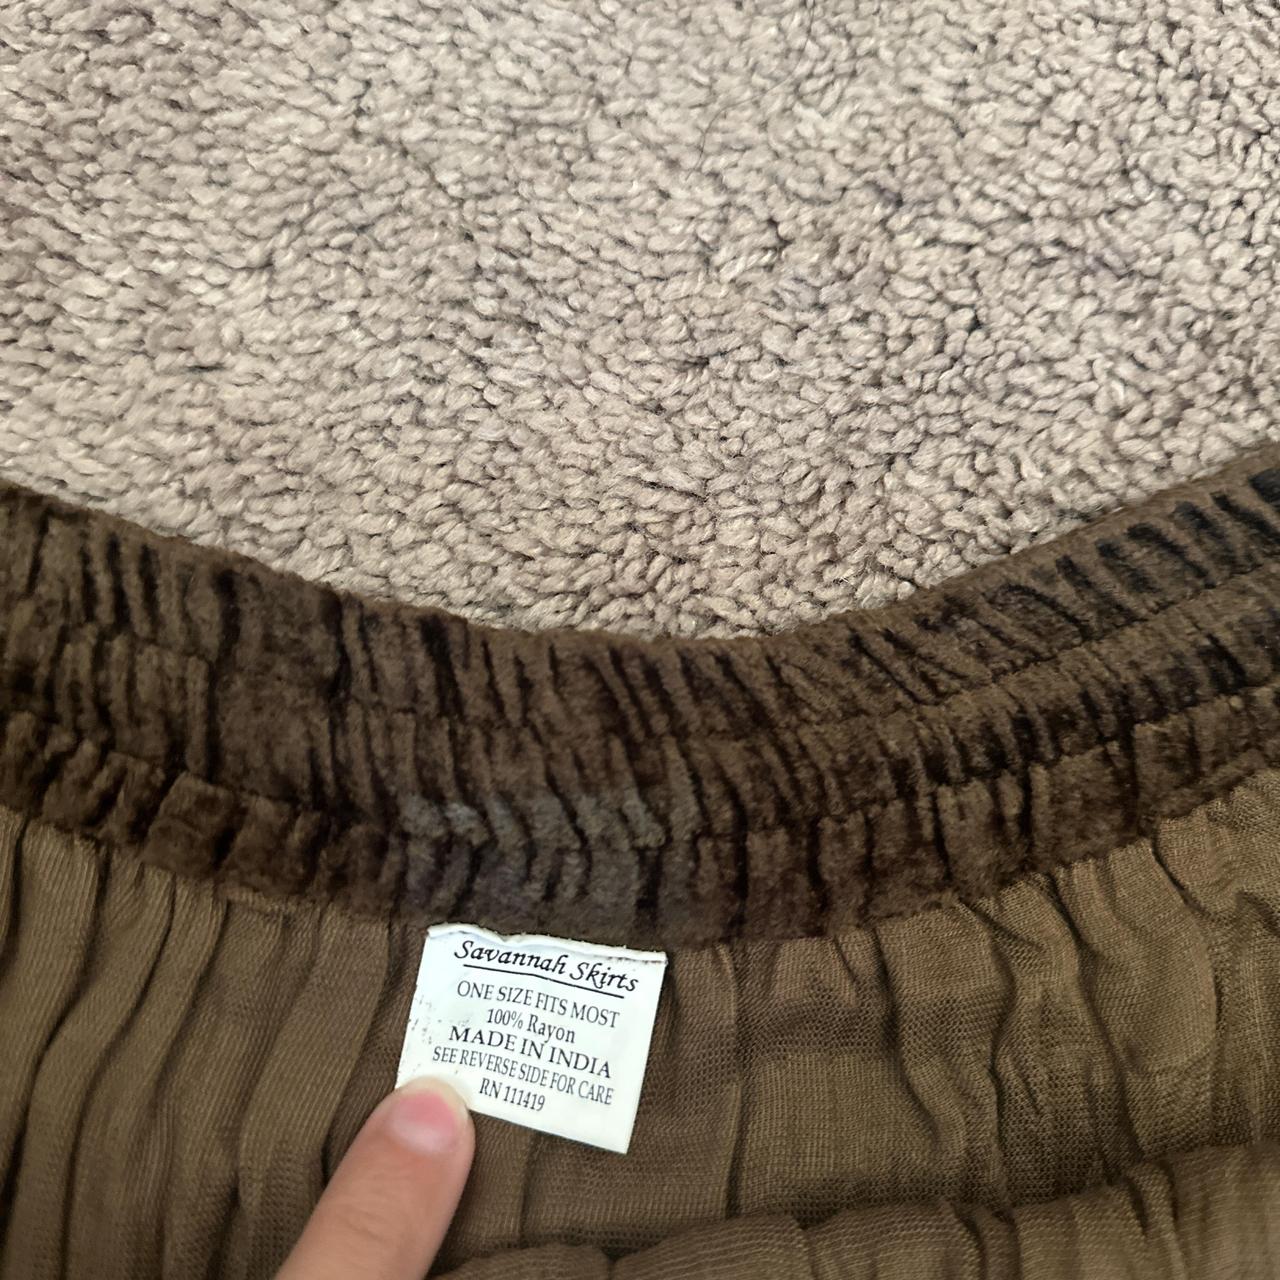 Savannah Skirts
ONE SIZE FITS MOST
100% Rayon
MADE IN INDIA
SEE REVERSE SIDE FOR CARE
RN 111419